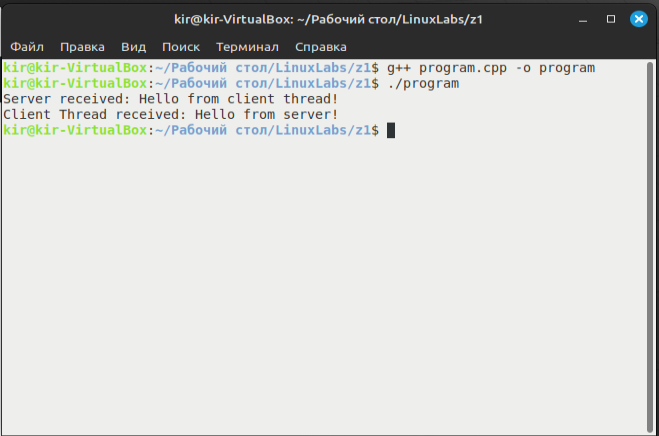 kir@kir-VirtualBox: ~/Рабочий стол/LinuxLabs/z1
Файл Правка Вид Поиск Терминал Справка
kir@kir-VirtualBox:~/Рабочий стол/LinuxLabs/z1$ g++ program.cpp -o program
kir@kir-VirtualBox:~/Рабочий стол/LinuxLabs/z1$ ./program
Server received: Hello from client thread!
Client Thread received: Hello from server!
kir@kir-VirtualBox:~/Рабочий стол/LinuxLabs/z1$